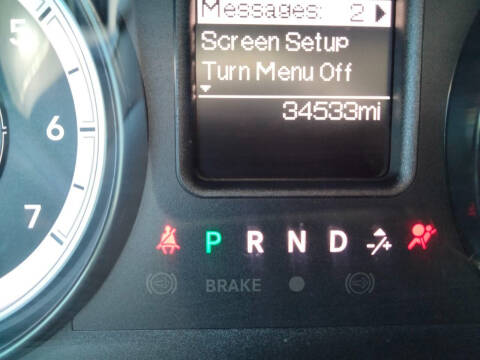 Messages: 2
Screen Setup
Turn Menu Off
34533mi
5
6
7
P R N D -/+
BRAKE